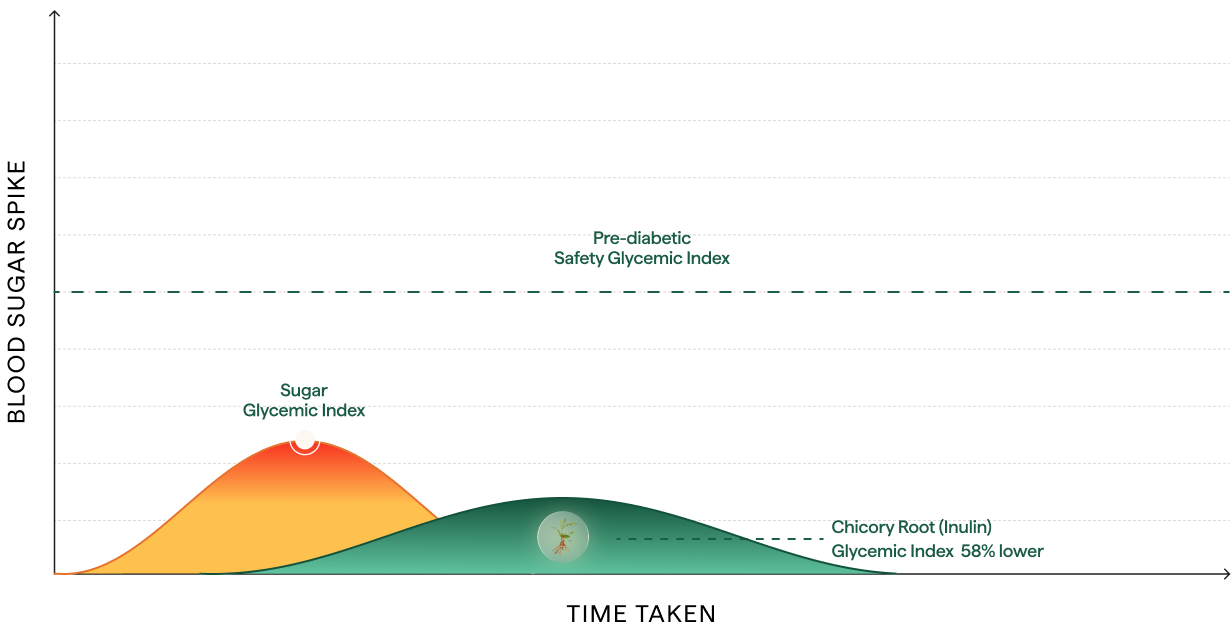 BLOOD SUGAR SPIKE
Pre-diabetic
Safety Glycemic Index
Sugar
Glycemic Index
Chicory Root (Inulin)
Glycemic Index 58% lower
TIME TAKEN